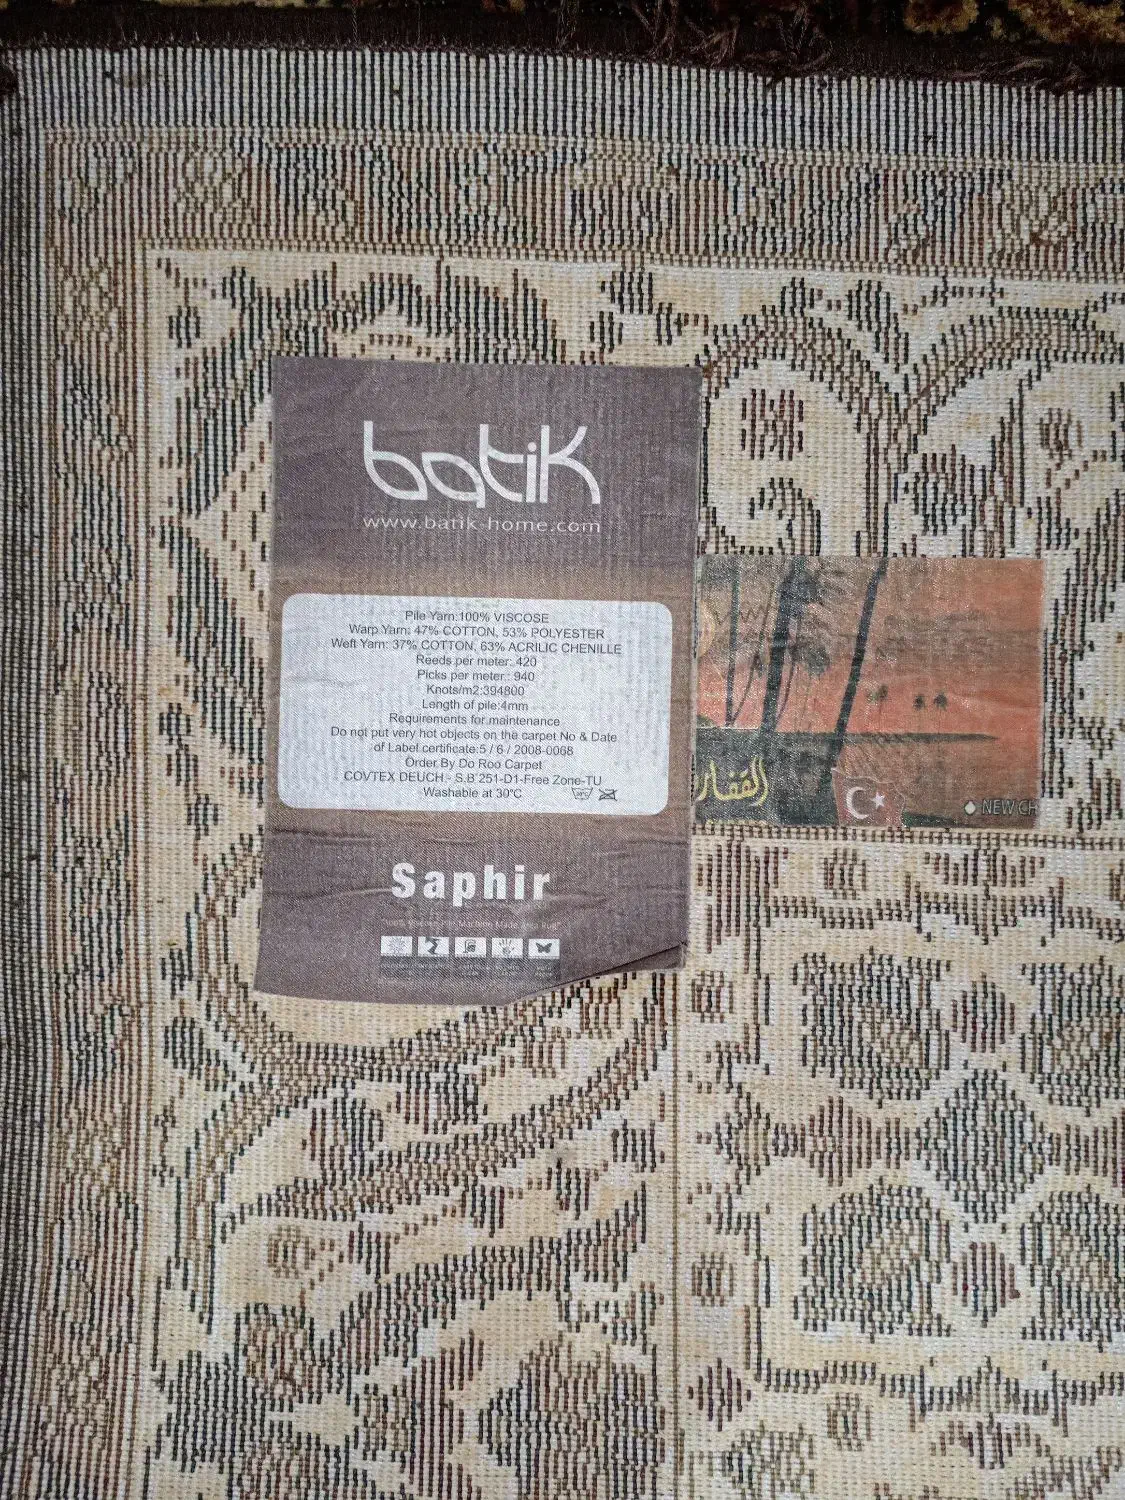 batik
www.batik-home.com
Pile Yarn:100% VISCOSE
Warp Yarn: 47% COTTON, 53% POLYESTER
Weft Yarn: 37% COTTON, 63% ACRILIC CHENILLE
Reeds per meter: 420
Picks per meter.: 940
Knots/m2:394800
Length of pile:4mm
Requirements for maintenance
Do not put very hot objects on the carpet No & Date
of Label certificate:5 / 6 / 2008-0068
Order By Do Roo Carpet
COVTEX DEUCH - S.B 251-D1-Free Zone-TU
Washable at 30°C
Saphir
الفقار
NEW CH